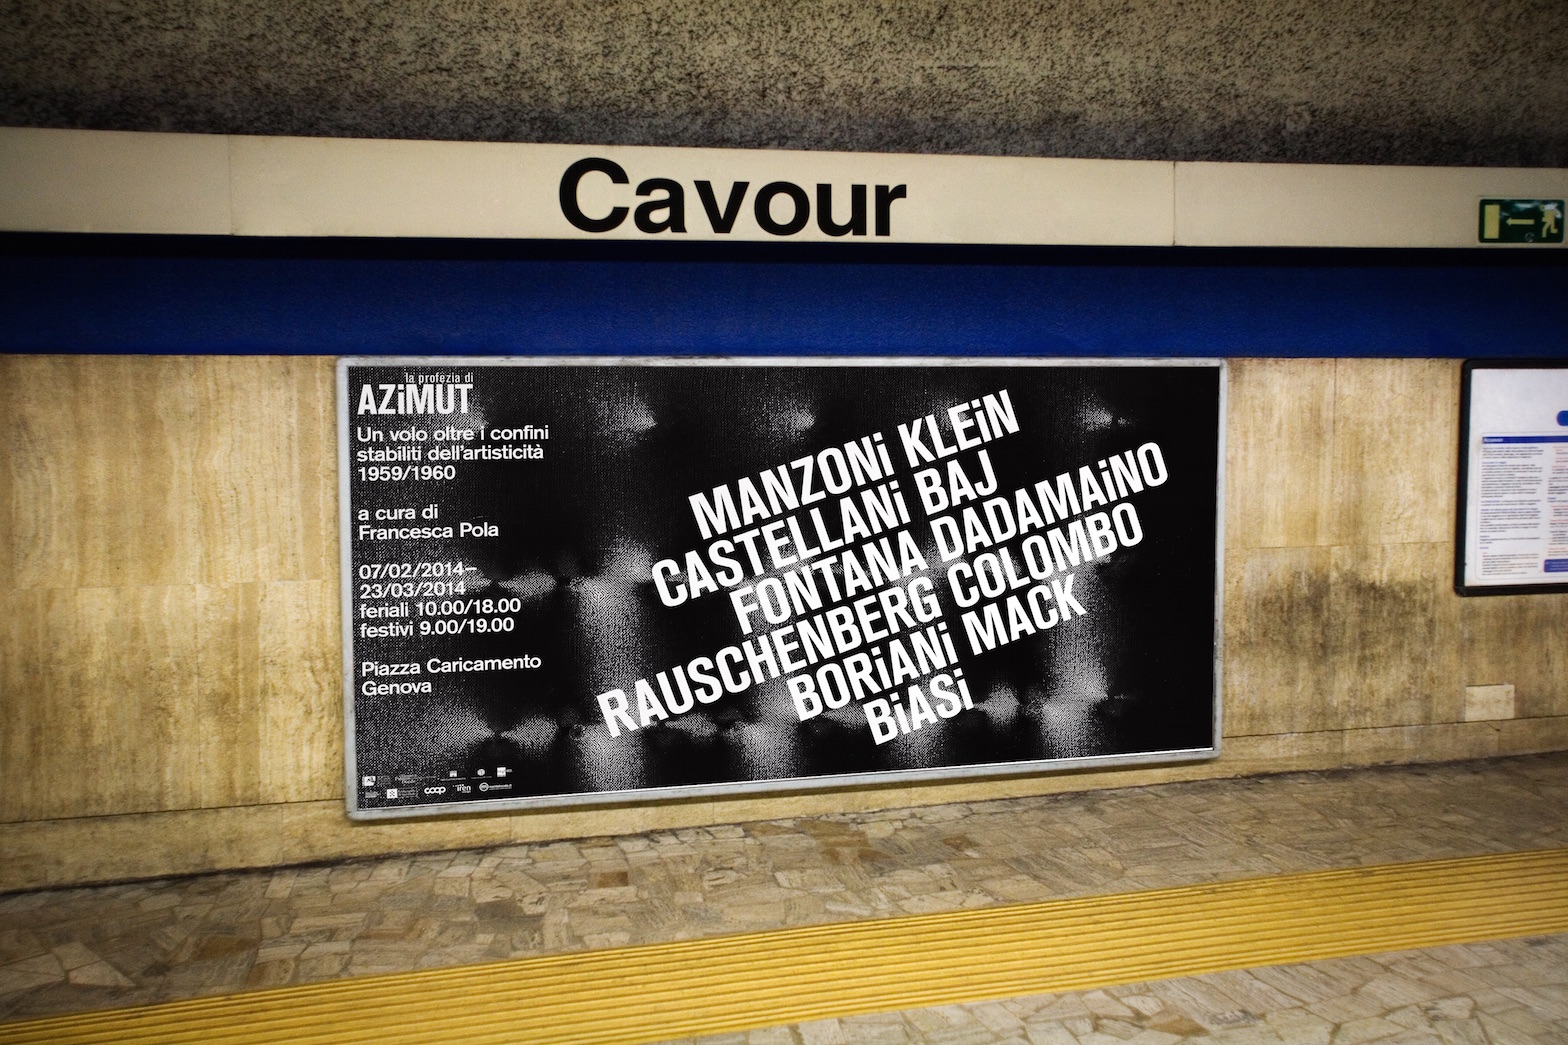 Cavour
la profezia di
AZiMUT
Un volo oltre i confini
stabiliti dell'artisticità
1959/1960
a cura di
Francesca Pola
07/02/2014–
23/03/2014
feriali 10.00/18.00
festivi 9.00/19.00
Piazza Caricamento
Genova
MANZONi KLEiN
CASTELLANi BAJ
FONTANA DADAMAiNO
RAUSCHENBERG COLOMBO
BORiANi MACK
BiASi
coop
iren